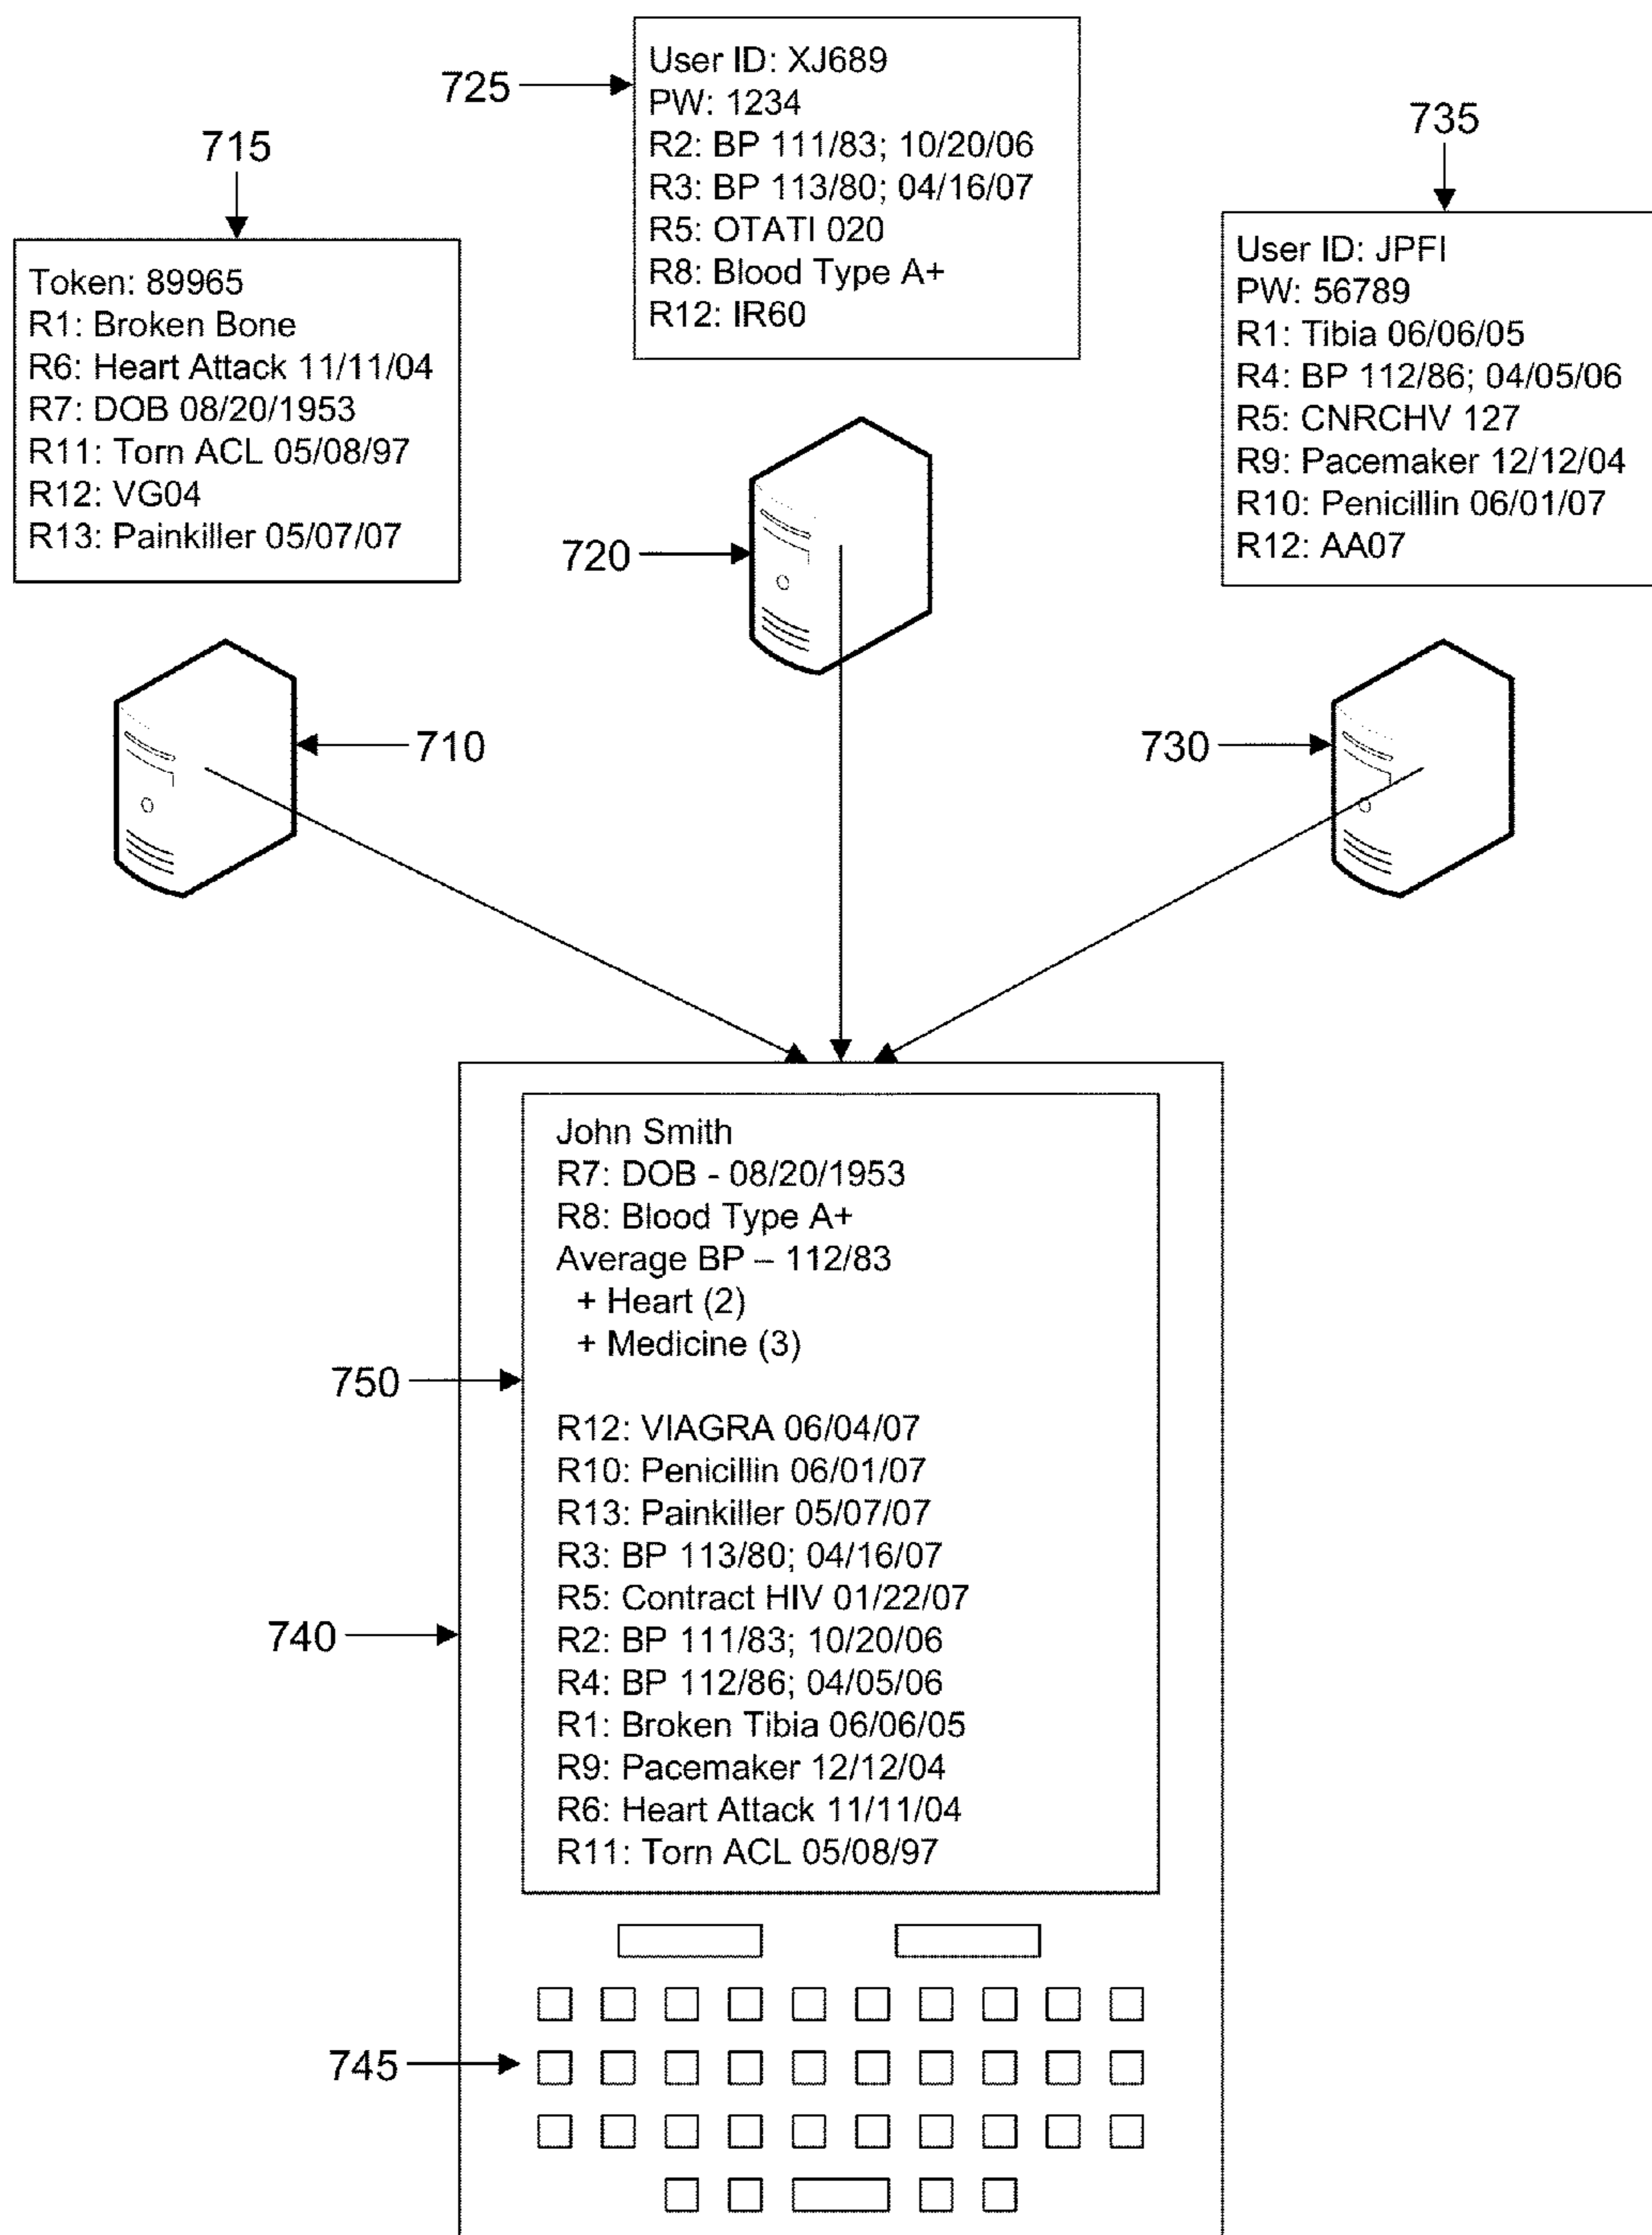 725
User ID: XJ689
PW: 1234
R2: BP 111/83; 10/20/06
R3: BP 113/80; 04/16/07
R5: OTATI 020
R8: Blood Type A+
R12: IR60
715
Token: 89965
R1: Broken Bone
R6: Heart Attack 11/11/04
R7: DOB 08/20/1953
R11: Torn ACL 05/08/97
R12: VG04
R13: Painkiller 05/07/07
735
User ID: JPFI
PW: 56789
R1: Tibia 06/06/05
R4: BP 112/86; 04/05/06
R5: CNRCHV 127
R9: Pacemaker 12/12/04
R10: Penicillin 06/01/07
R12: AA07
720
710
730
John Smith
R7: DOB - 08/20/1953
R8: Blood Type A+
Average BP – 112/83
+ Heart (2)
+ Medicine (3)
750
R12: VIAGRA 06/04/07
R10: Penicillin 06/01/07
R13: Painkiller 05/07/07
R3: BP 113/80; 04/16/07
R5: Contract HIV 01/22/07
R2: BP 111/83; 10/20/06
R4: BP 112/86; 04/05/06
R1: Broken Tibia 06/06/05
R9: Pacemaker 12/12/04
R6: Heart Attack 11/11/04
R11: Torn ACL 05/08/97
740
745